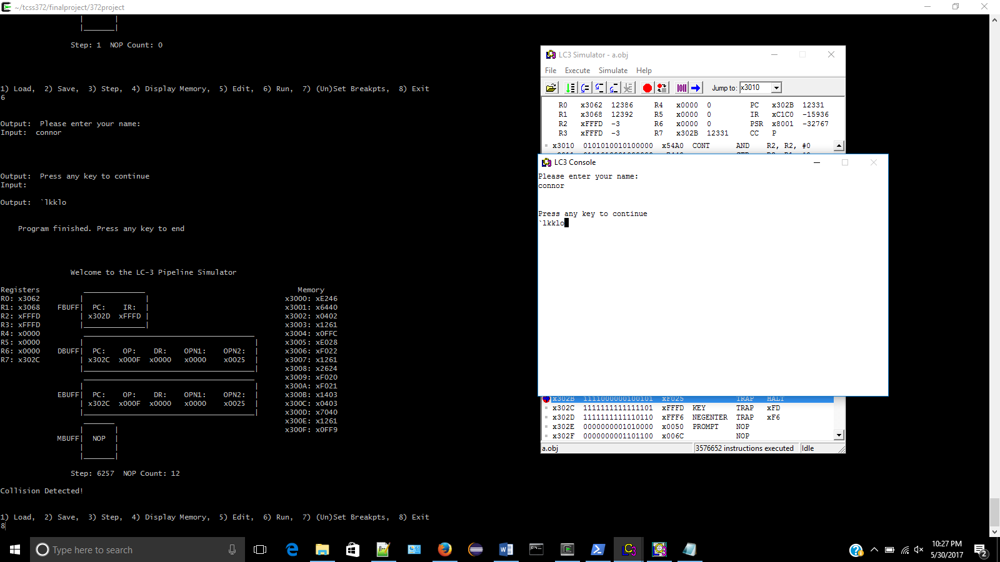 ~/tcss372/finalproject/372project
Step: 1 NOP Count: 0
1) Load, 2) Save, 3) Step, 4) Display Memory, 5) Edit, 6) Run, 7) (Un)Set Breakpts, 8) Exit
6
Output: Please enter your name:
Input: connor
Output: Press any key to continue
Input:
Output: `lkklo
Program finished. Press any key to end
Welcome to the LC-3 Pipeline Simulator
Registers Memory
R0: x3062 x3000: xE246
R1: x3068 FBUFF PC: IR: x3001: x6440
R2: xFFFD x302D xFFFD x3002: x0402
R3: xFFFD x3003: x1261
R4: x0000 x3004: x0FFC
R5: x0000 x3005: xE028
R6: x0000 DBUFF PC: OP: DR: OPN1: OPN2: x3006: xF022
R7: x302C x302C x000F x0000 x0000 x0025 x3007: x1261
x3008: x2624
x3009: xF020
x300A: xF021
EBUFF PC: OP: DR: OPN1: OPN2: x300B: x1403
x302C x000F x0000 x0000 x0025 x300C: x0403
x300D: x7040
x300E: x1261
x300F: x0FF9
MBUFF NOP
Step: 6257 NOP Count: 12
Collision Detected!
1) Load, 2) Save, 3) Step, 4) Display Memory, 5) Edit, 6) Run, 7) (Un)Set Breakpts, 8) Exit
8
LC3 Simulator - a.obj
File Execute Simulate Help
Jump to: x3010
R0 x3062 12386 R4 x0000 0 PC x302B 12331
R1 x3068 12392 R5 x0000 0 IR xC1C0 -15936
R2 xFFFD -3 R6 x0000 0 PSR x8001 -32767
R3 xFFFD -3 R7 x302B 12331 CC P
x3010 0101010010100000 x54A0 CONT AND R2, R2, #0
LC3 Console
Please enter your name:
connor
Press any key to continue
`lkklo
x302B 1111000000100101 xF025 TRAP HALT
x302C 1111111111111101 xFFFD KEY TRAP xFD
x302D 1111111111110110 xFFF6 NEGENTER TRAP xF6
x302E 0000000001010000 x0050 PROMPT NOP
x302F 0000000001101100 x006C NOP
a.obj 3576652 instructions executed Idle
Type here to search
10:27 PM
5/30/2017
2